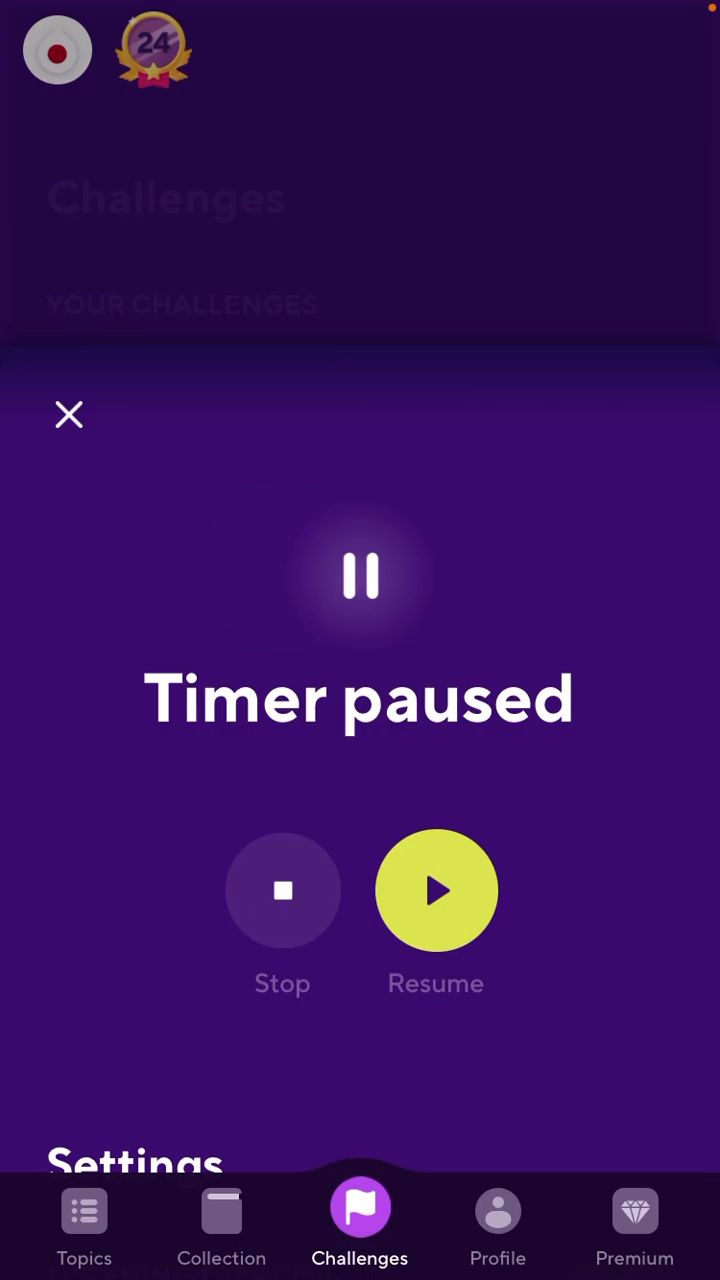 24
Challenges
YOUR CHALLENGES
Timer paused
Stop
Resume
Settings
Topics
Collection
Challenges
Profile
Premium